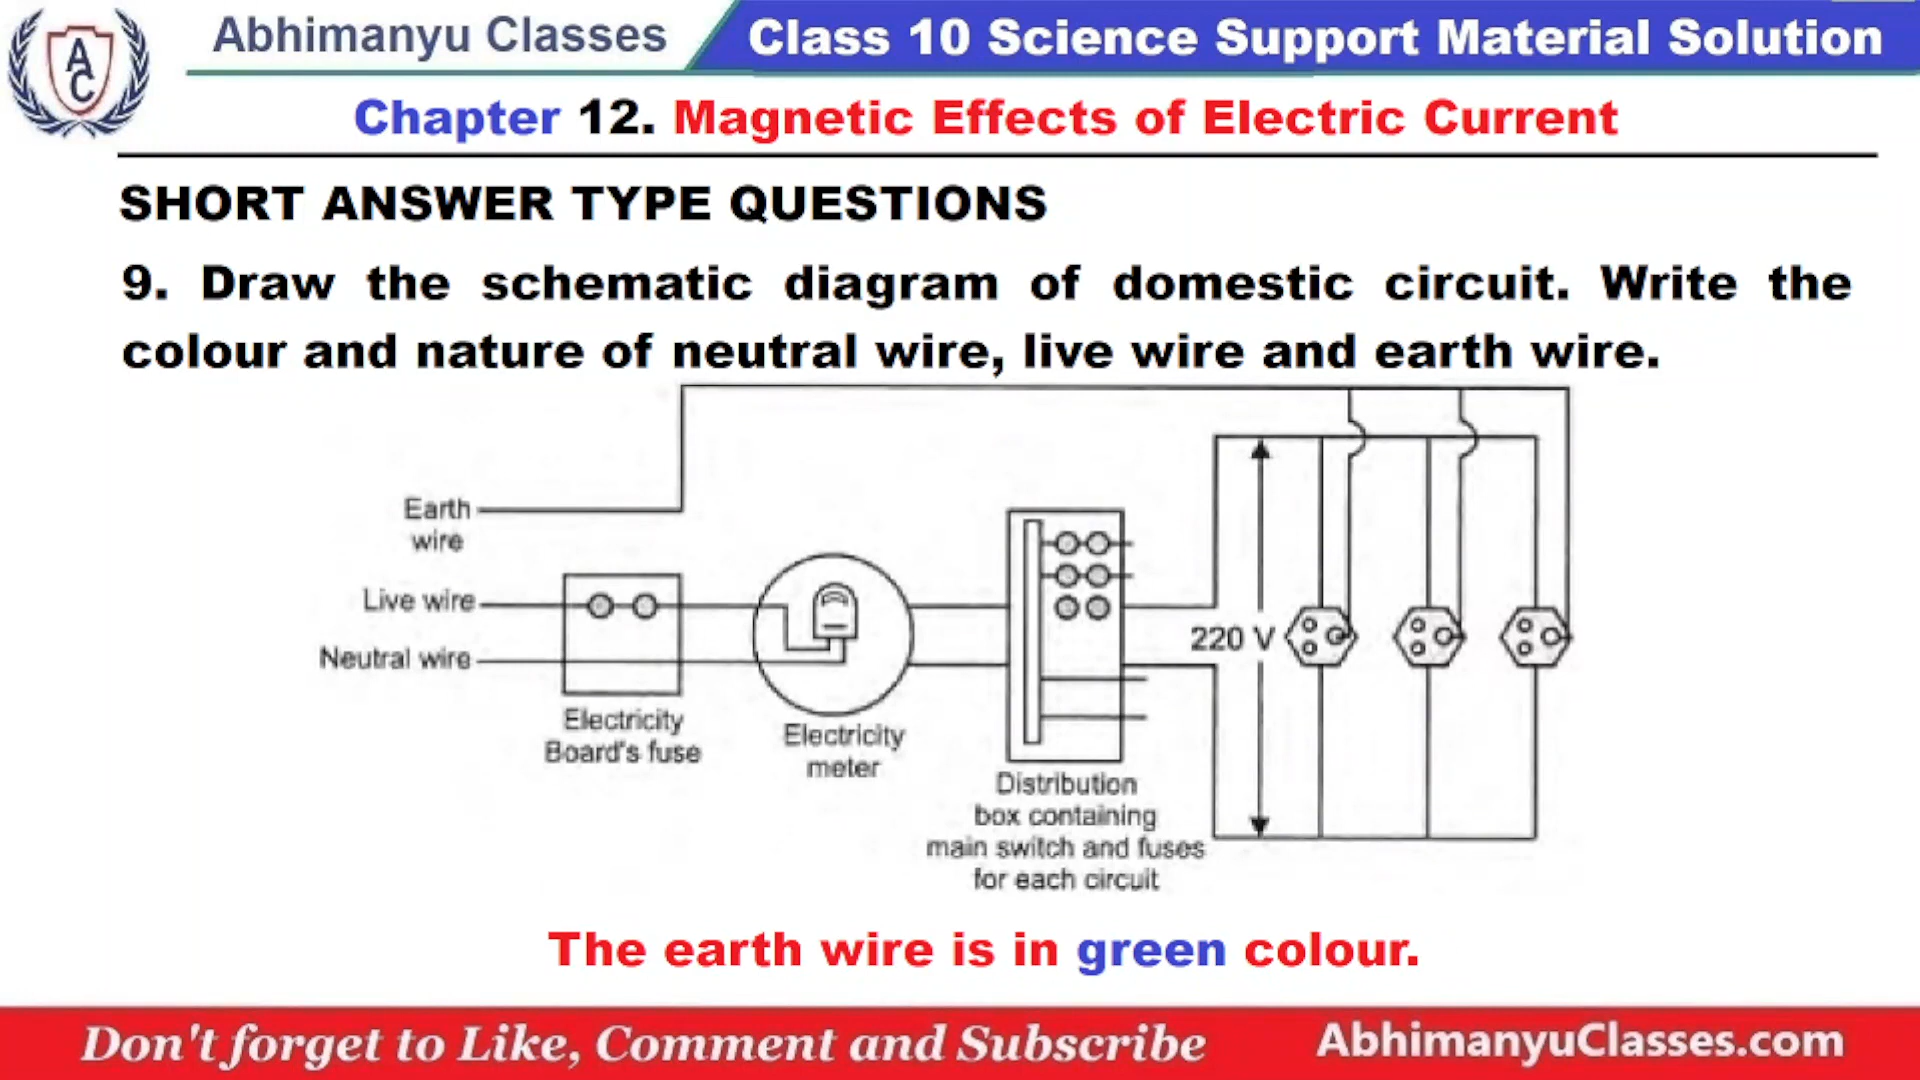 AC
Abhimanyu Classes
Class 10 Science Support Material Solution
Chapter 12. Magnetic Effects of Electric Current
SHORT ANSWER TYPE QUESTIONS
9. Draw the schematic diagram of domestic circuit. Write the
colour and nature of neutral wire, live wire and earth wire.
Earth
wire
Live wire
Neutral wire
Electricity
Board's fuse
Electricity
meter
Distribution
box containing
main switch and fuses
for each circuit
220 V
The earth wire is in green colour.
Don't forget to Like, Comment and Subscribe
AbhimanyuClasses.com